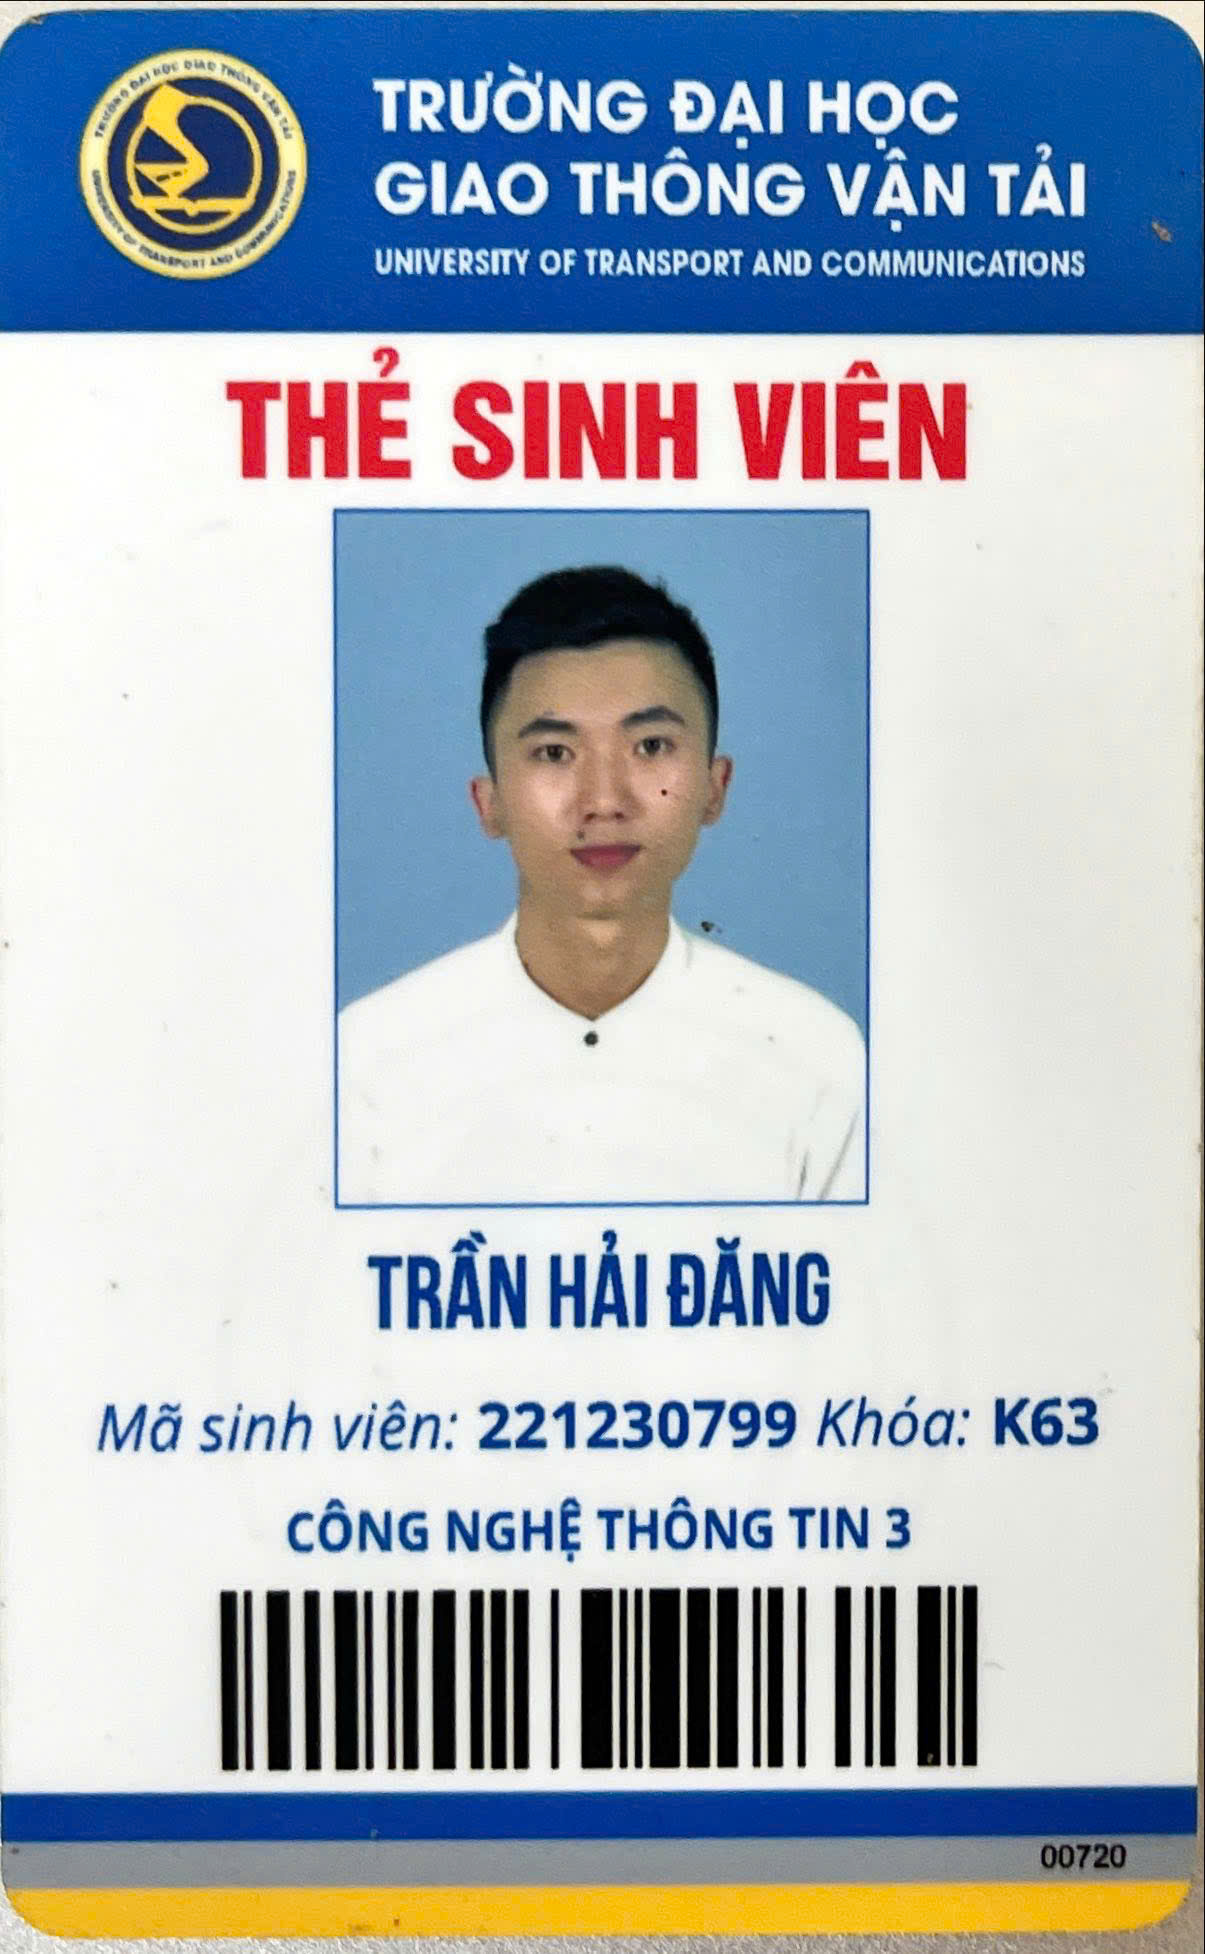 TRƯỜNG ĐẠI HỌC GIAO THÔNG VẬN TẢI
UNIVERSITY OF TRANSPORT AND COMMUNICATIONS
TRƯỜNG ĐẠI HỌC
GIAO THÔNG VẬN TẢI
UNIVERSITY OF TRANSPORT AND COMMUNICATIONS
THẺ SINH VIÊN
TRẦN HẢI ĐĂNG
Mã sinh viên: 221230799 Khóa: K63
CÔNG NGHỆ THÔNG TIN 3
00720